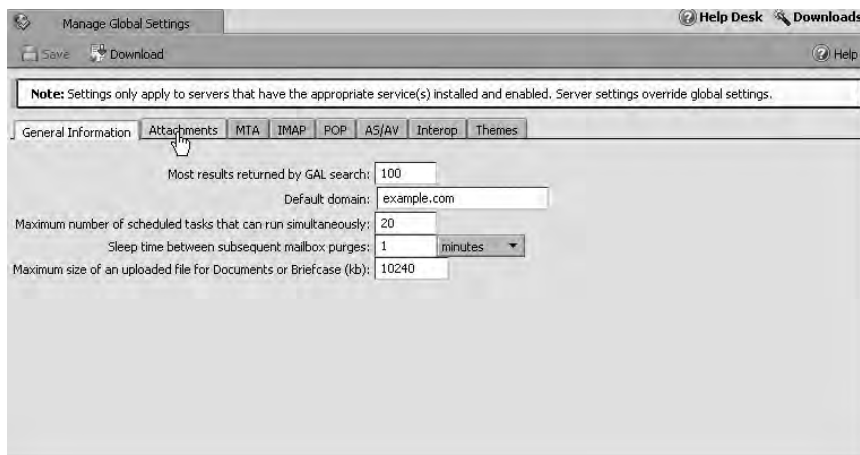 Manage Global Settings
Help Desk Downloads
Save Download Help
Note: Settings only apply to servers that have the appropriate service(s) installed and enabled. Server settings override global settings.
General Information Attachments MTA IMAP POP AS/AV Interop Themes
Most results returned by GAL search: 100
Default domain: example.com
Maximum number of scheduled tasks that can run simultaneously: 20
Sleep time between subsequent mailbox purges: 1 minutes
Maximum size of an uploaded file for Documents or Briefcase (kb): 10240